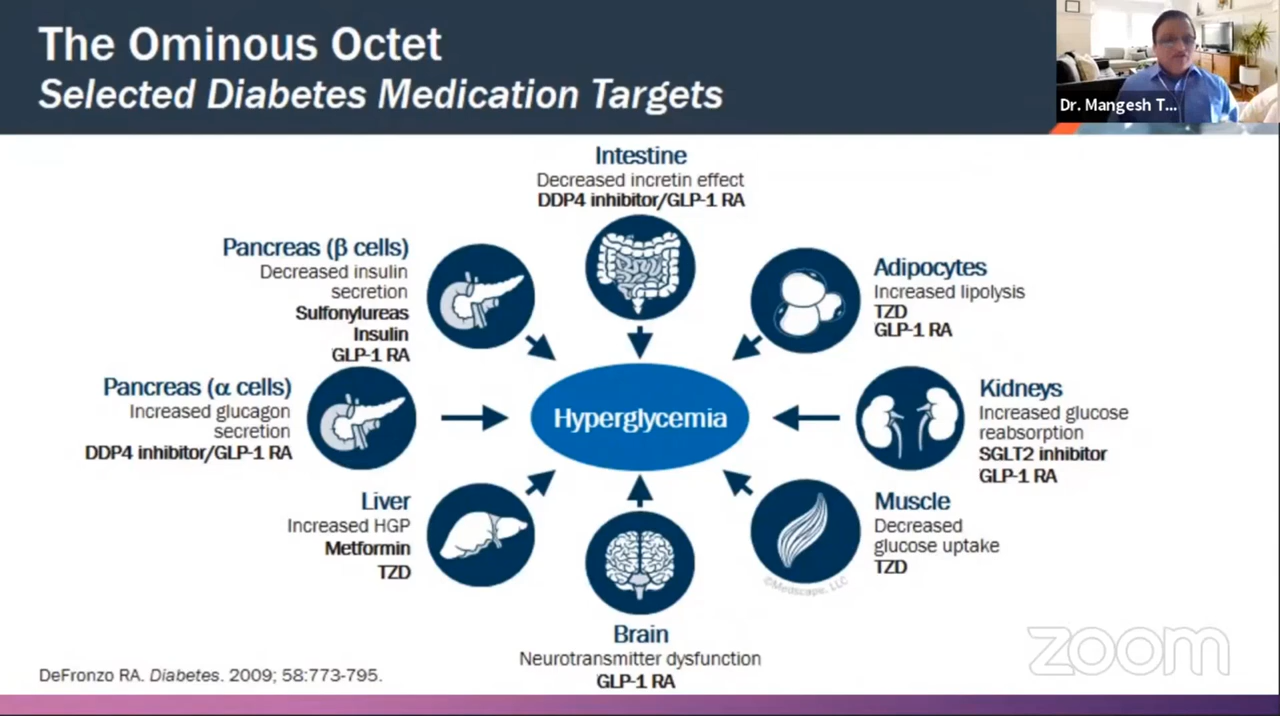 The Ominous Octet
Selected Diabetes Medication Targets
Dr. Mangesh T...
Intestine
Decreased incretin effect
DDP4 inhibitor/GLP-1 RA
Pancreas (β cells)
Decreased insulin
secretion
Sulfonylureas
Insulin
GLP-1 RA
Adipocytes
Increased lipolysis
TZD
GLP-1 RA
Pancreas (α cells)
Increased glucagon
secretion
DDP4 inhibitor/GLP-1 RA
Hyperglycemia
Kidneys
Increased glucose
reabsorption
SGLT2 inhibitor
GLP-1 RA
Liver
Increased HGP
Metformin
TZD
Muscle
Decreased
glucose uptake
TZD
©Medscape, LLC
Brain
Neurotransmitter dysfunction
GLP-1 RA
DeFronzo RA. Diabetes. 2009; 58:773-795.
zoom